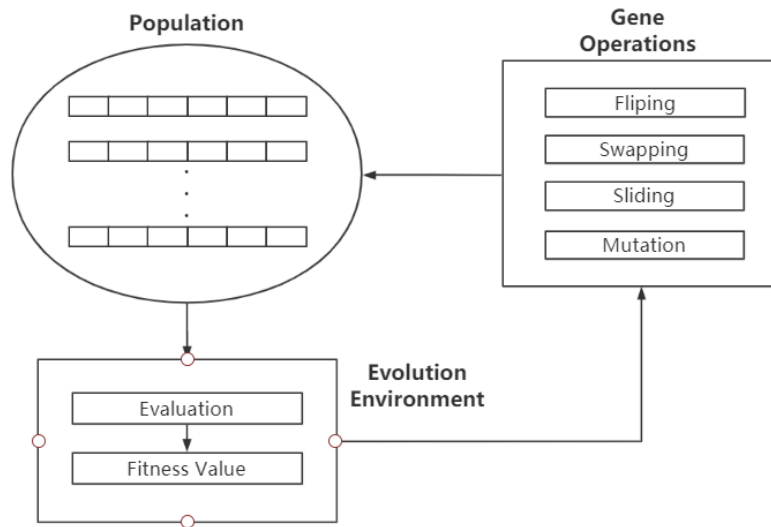 Population
Gene
Operations
Fliping
Swapping
Sliding
Mutation
Evolution
Environment
Evaluation
Fitness Value